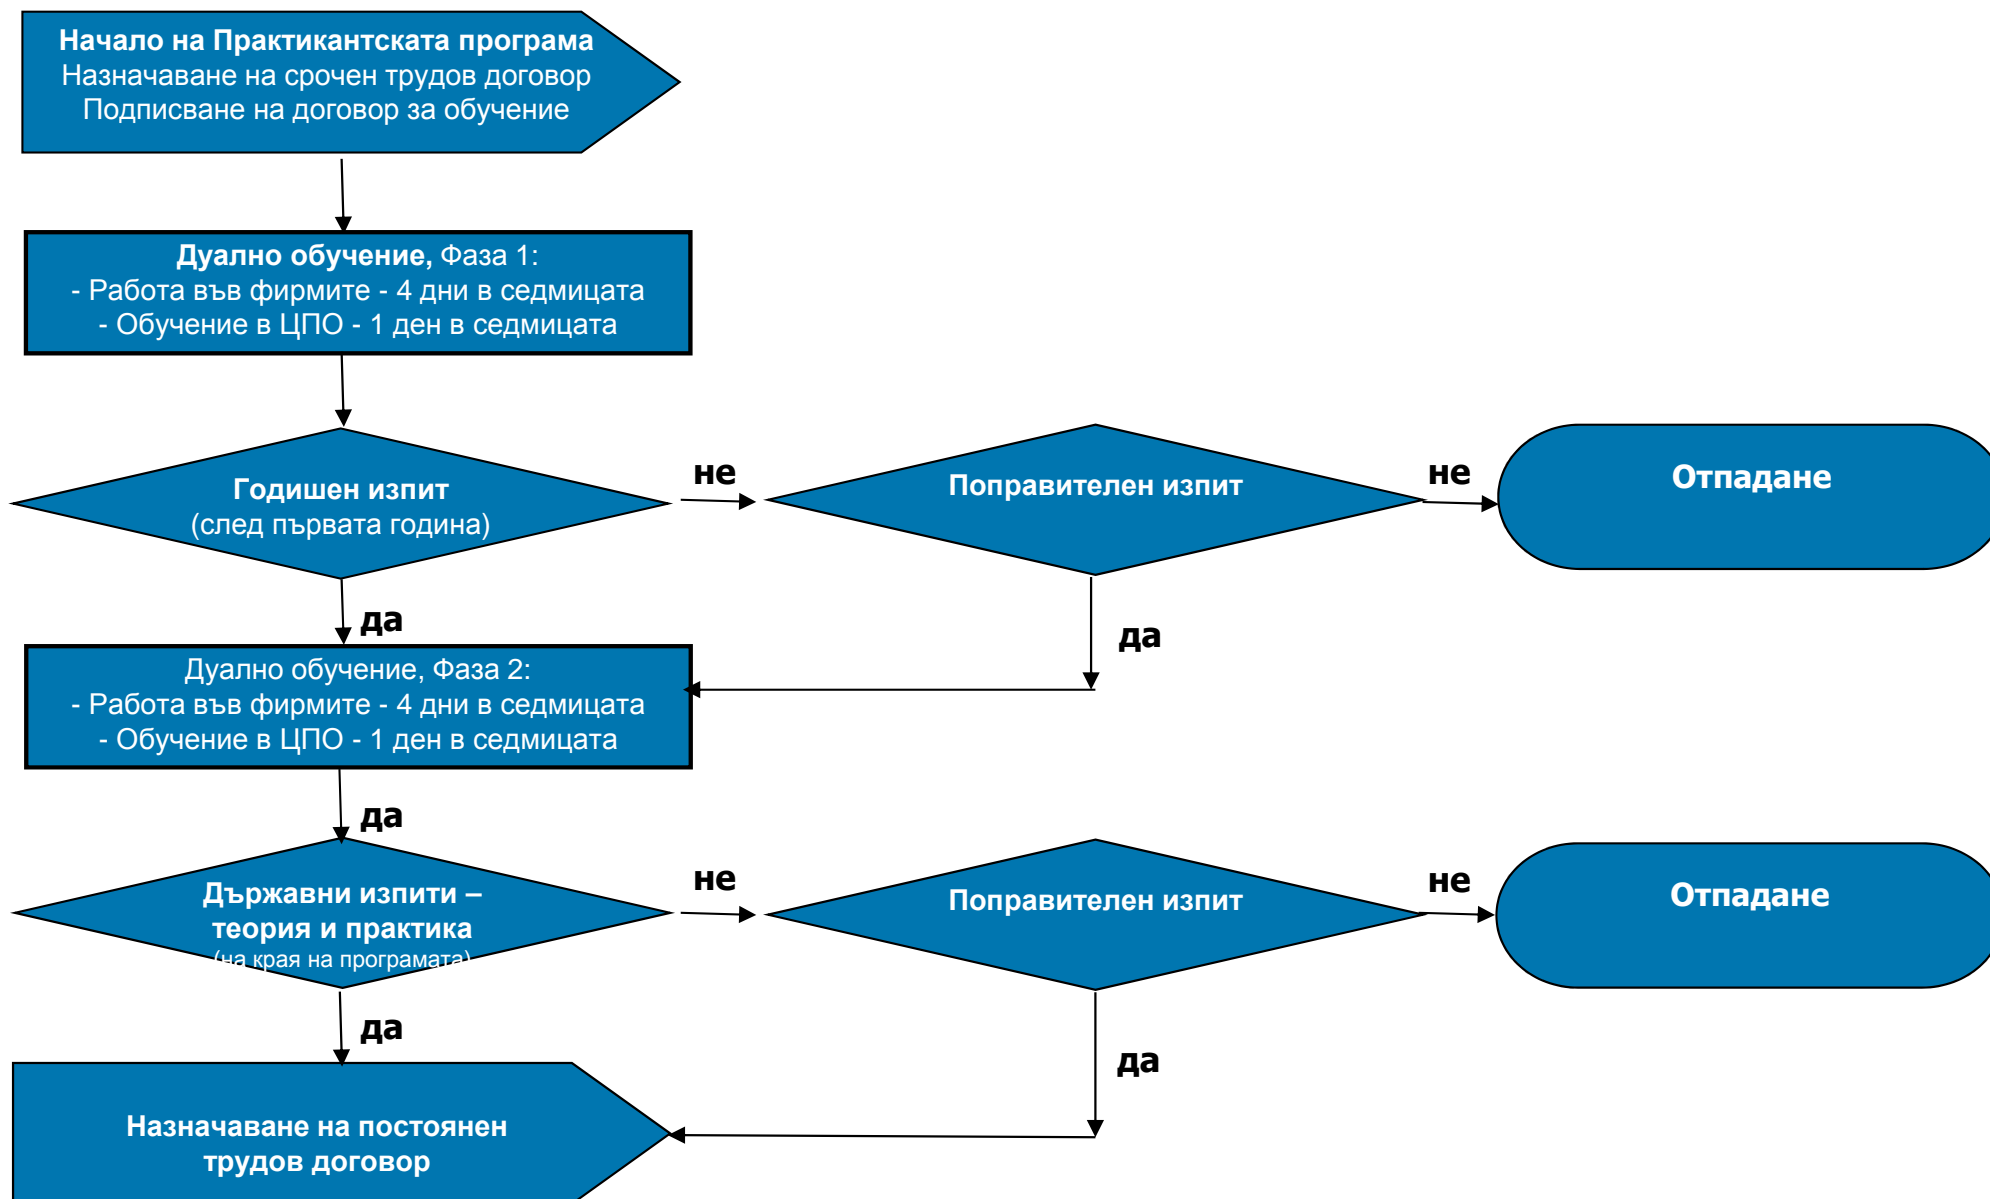 Начало на Практикантската програма
Назначаване на срочен трудов договор
Подписване на договор за обучение
Дуално обучение, Фаза 1:
- Работа във фирмите - 4 дни в седмицата
- Обучение в ЦПО - 1 ден в седмицата
Годишен изпит
(след първата година)
не
Поправителен изпит
не
Отпадане
да
да
Дуално обучение, Фаза 2:
- Работа във фирмите - 4 дни в седмицата
- Обучение в ЦПО - 1 ден в седмицата
да
Държавни изпити –
теория и практика
(на края на програмата)
не
Поправителен изпит
не
Отпадане
да
да
Назначаване на постоянен
трудов договор